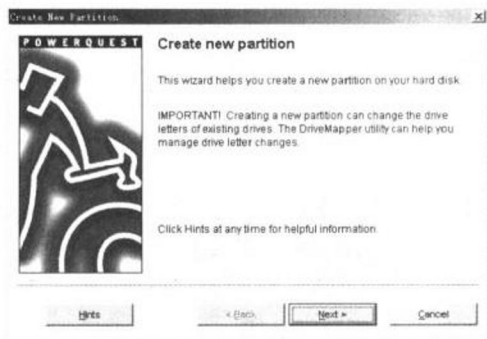 Create New Partition
POWERQUEST
Create new partition
This wizard helps you create a new partition on your hard disk.
IMPORTANT! Creating a new partition can change the drive
letters of existing drives. The DriveMapper utility can help you
manage drive letter changes.
Click Hints at any time for helpful information.
Hints
< Back
Next >
Cancel